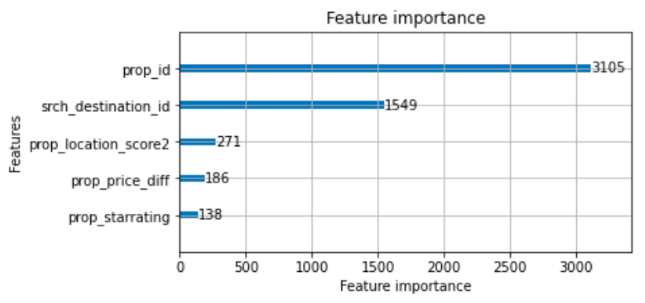 Feature importance
Features
prop_id
3105
srch_destination_id
1549
prop_location_score2
271
prop_price_diff
186
prop_starrating
138
0 500 1000 1500 2000 2500 3000
Feature importance